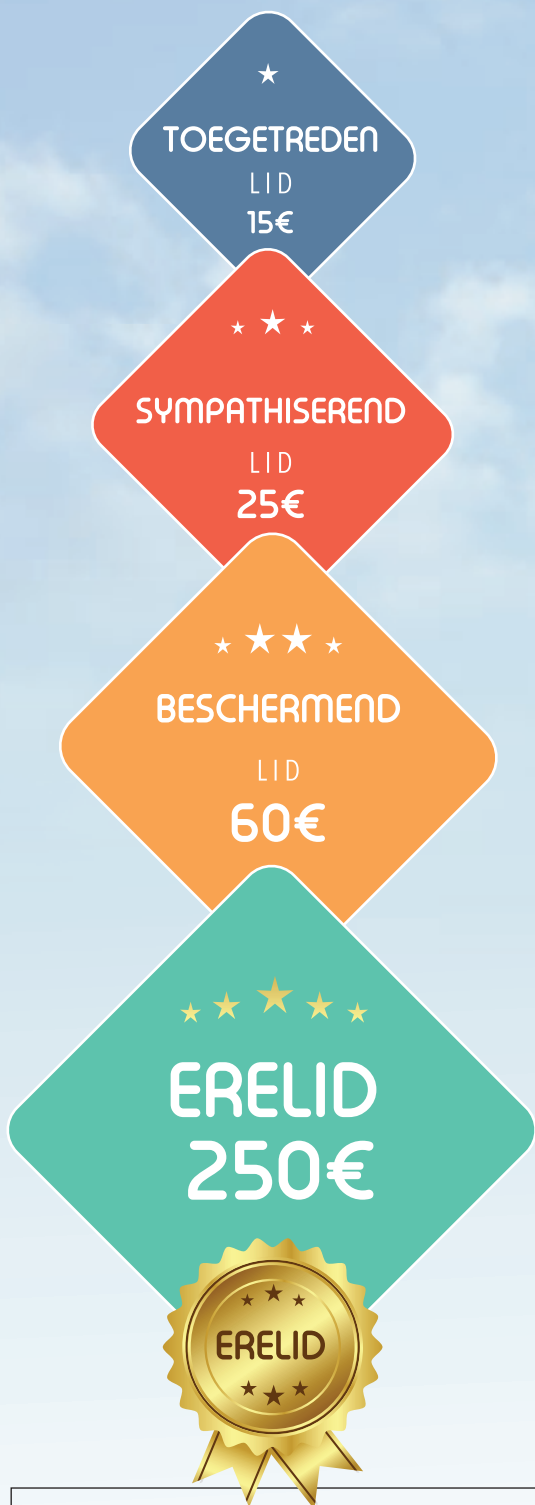 TOEGETREDEN
LID
15€
SYMPATHISEREND
LID
25€
BESCHERMEND
LID
60€
ERELID
250€
ERELID